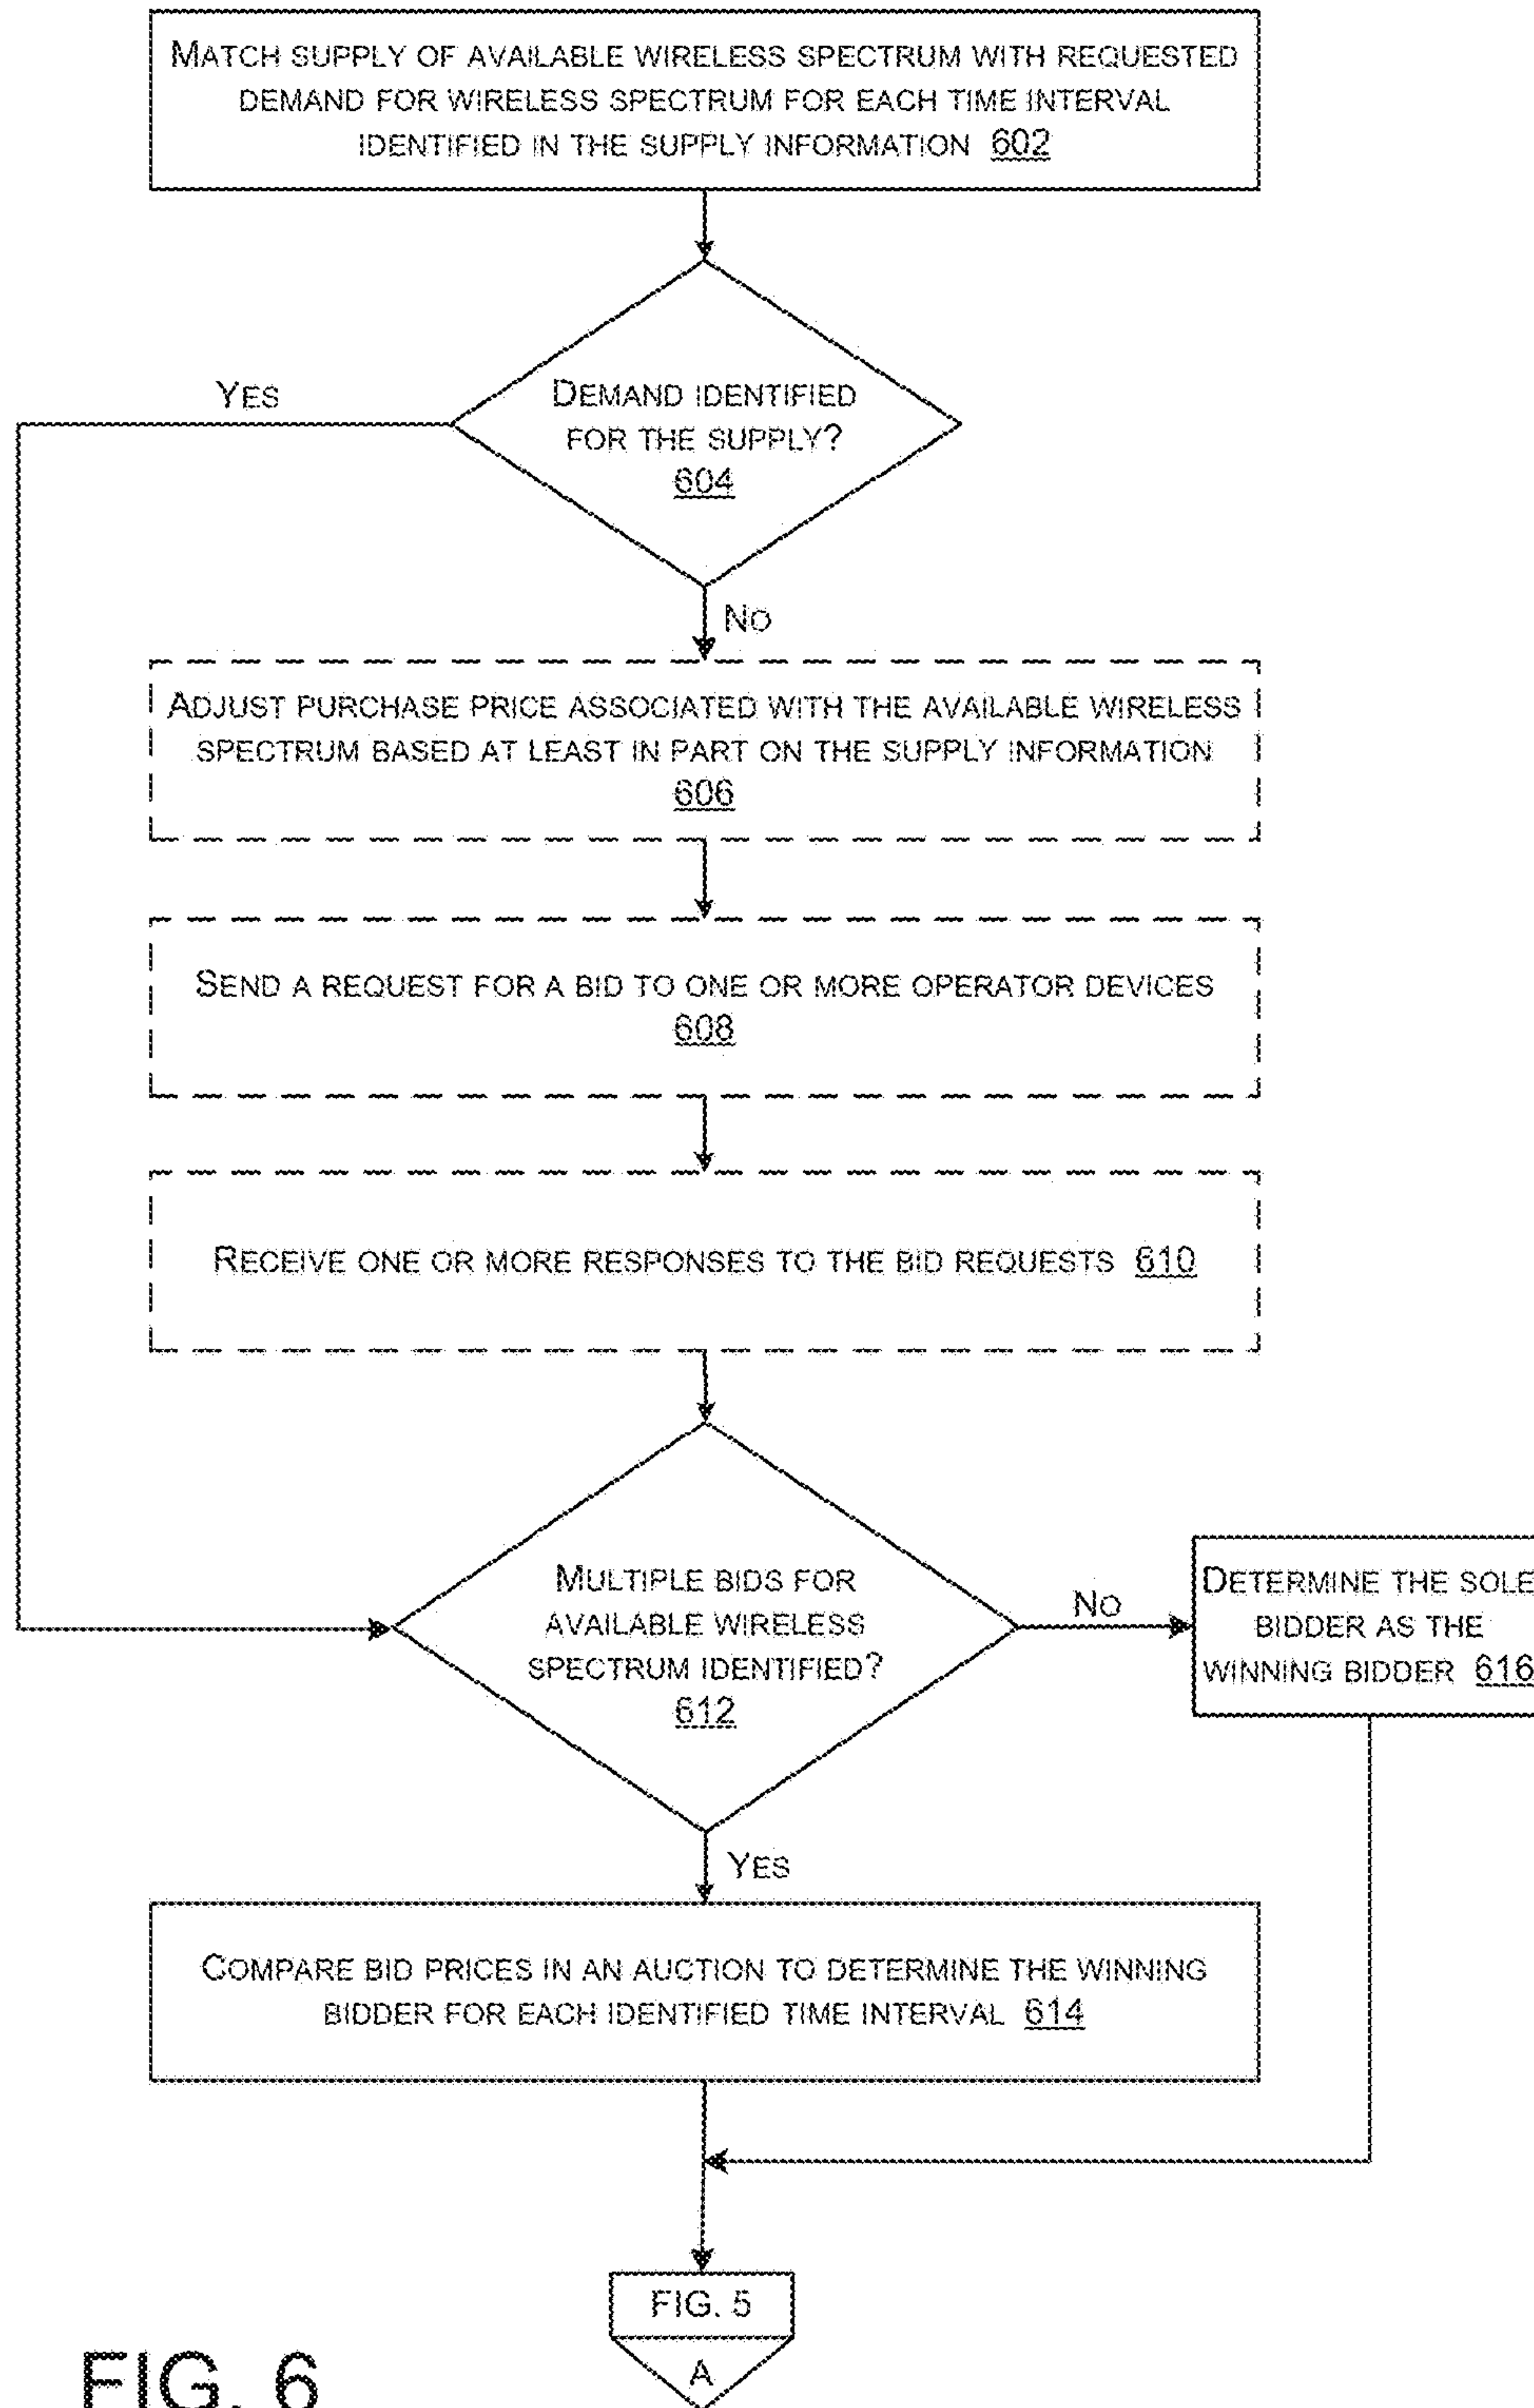 MATCH SUPPLY OF AVAILABLE WIRELESS SPECTRUM WITH REQUESTED
DEMAND FOR WIRELESS SPECTRUM FOR EACH TIME INTERVAL
IDENTIFIED IN THE SUPPLY INFORMATION 602
YES
DEMAND IDENTIFIED
FOR THE SUPPLY?
604
NO
ADJUST PURCHASE PRICE ASSOCIATED WITH THE AVAILABLE WIRELESS
SPECTRUM BASED AT LEAST IN PART ON THE SUPPLY INFORMATION
606
SEND A REQUEST FOR A BID TO ONE OR MORE OPERATOR DEVICES
608
RECEIVE ONE OR MORE RESPONSES TO THE BID REQUESTS 610
MULTIPLE BIDS FOR
AVAILABLE WIRELESS
SPECTRUM IDENTIFIED?
612
NO
DETERMINE THE SOLE
BIDDER AS THE
WINNING BIDDER 616
YES
COMPARE BID PRICES IN AN AUCTION TO DETERMINE THE WINNING
BIDDER FOR EACH IDENTIFIED TIME INTERVAL 614
FIG. 5
A
FIG. 6